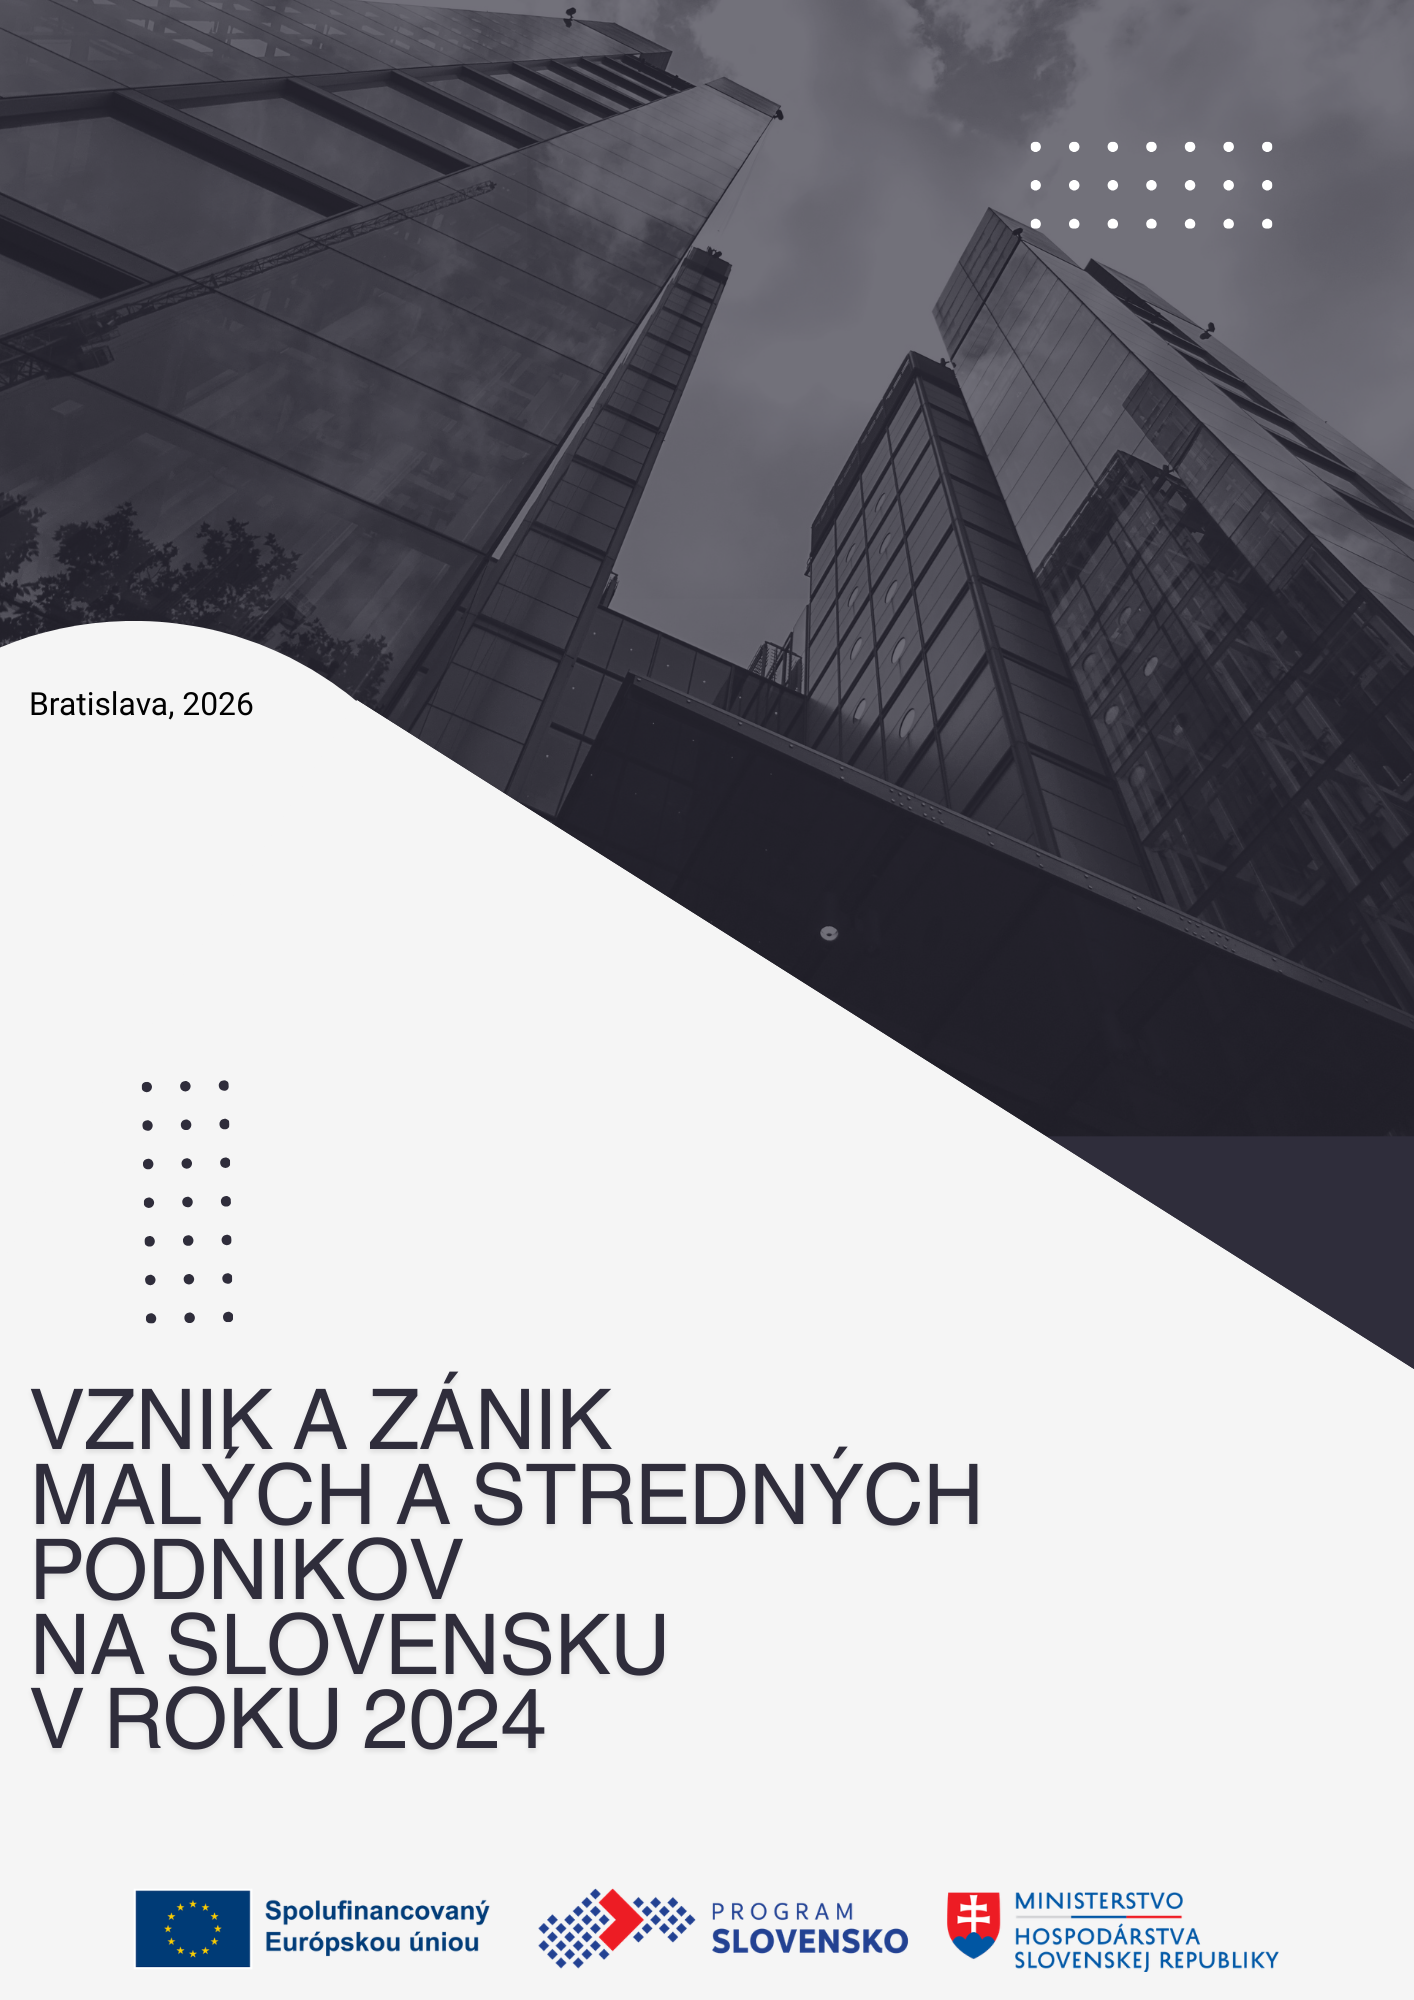 Bratislava, 2026
VZNIK A ZÁNIK
MALÝCH A STREDNÝCH
PODNIKOV
NA SLOVENSKU
V ROKU 2024
Spolufinancovaný
Európskou úniou
PROGRAM
SLOVENSKO
MINISTERSTVO
HOSPODÁRSTVA
SLOVENSKEJ REPUBLIKY